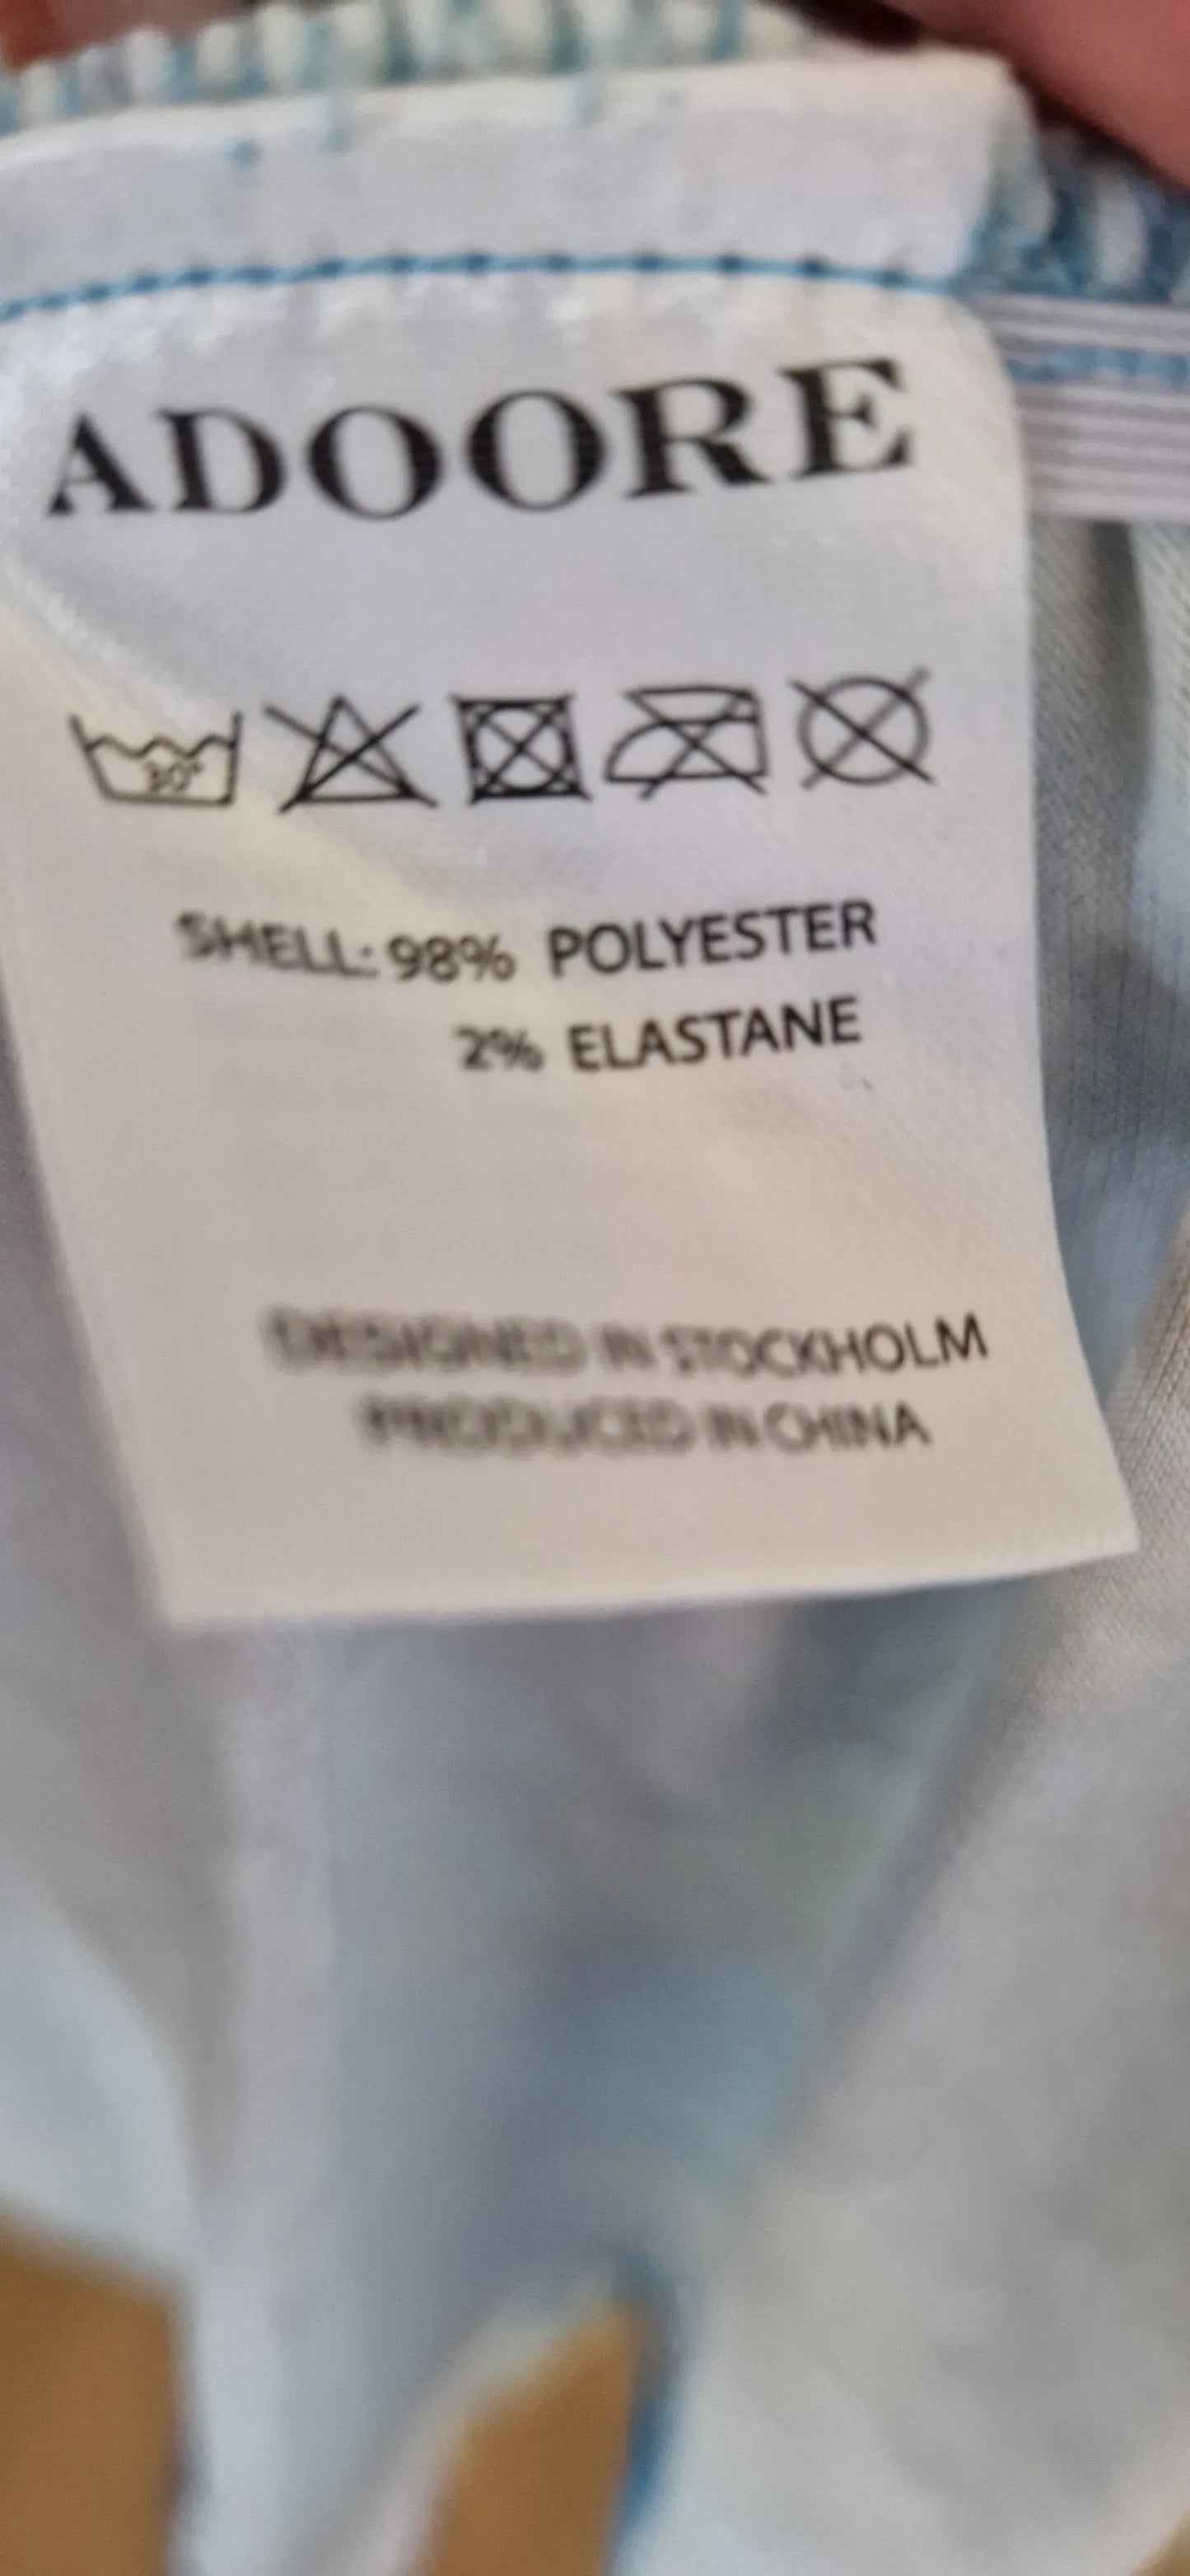 ADOORE
30°
SHELL: 98% POLYESTER
2% ELASTANE
DESIGNED IN STOCKHOLM
PRODUCED IN CHINA